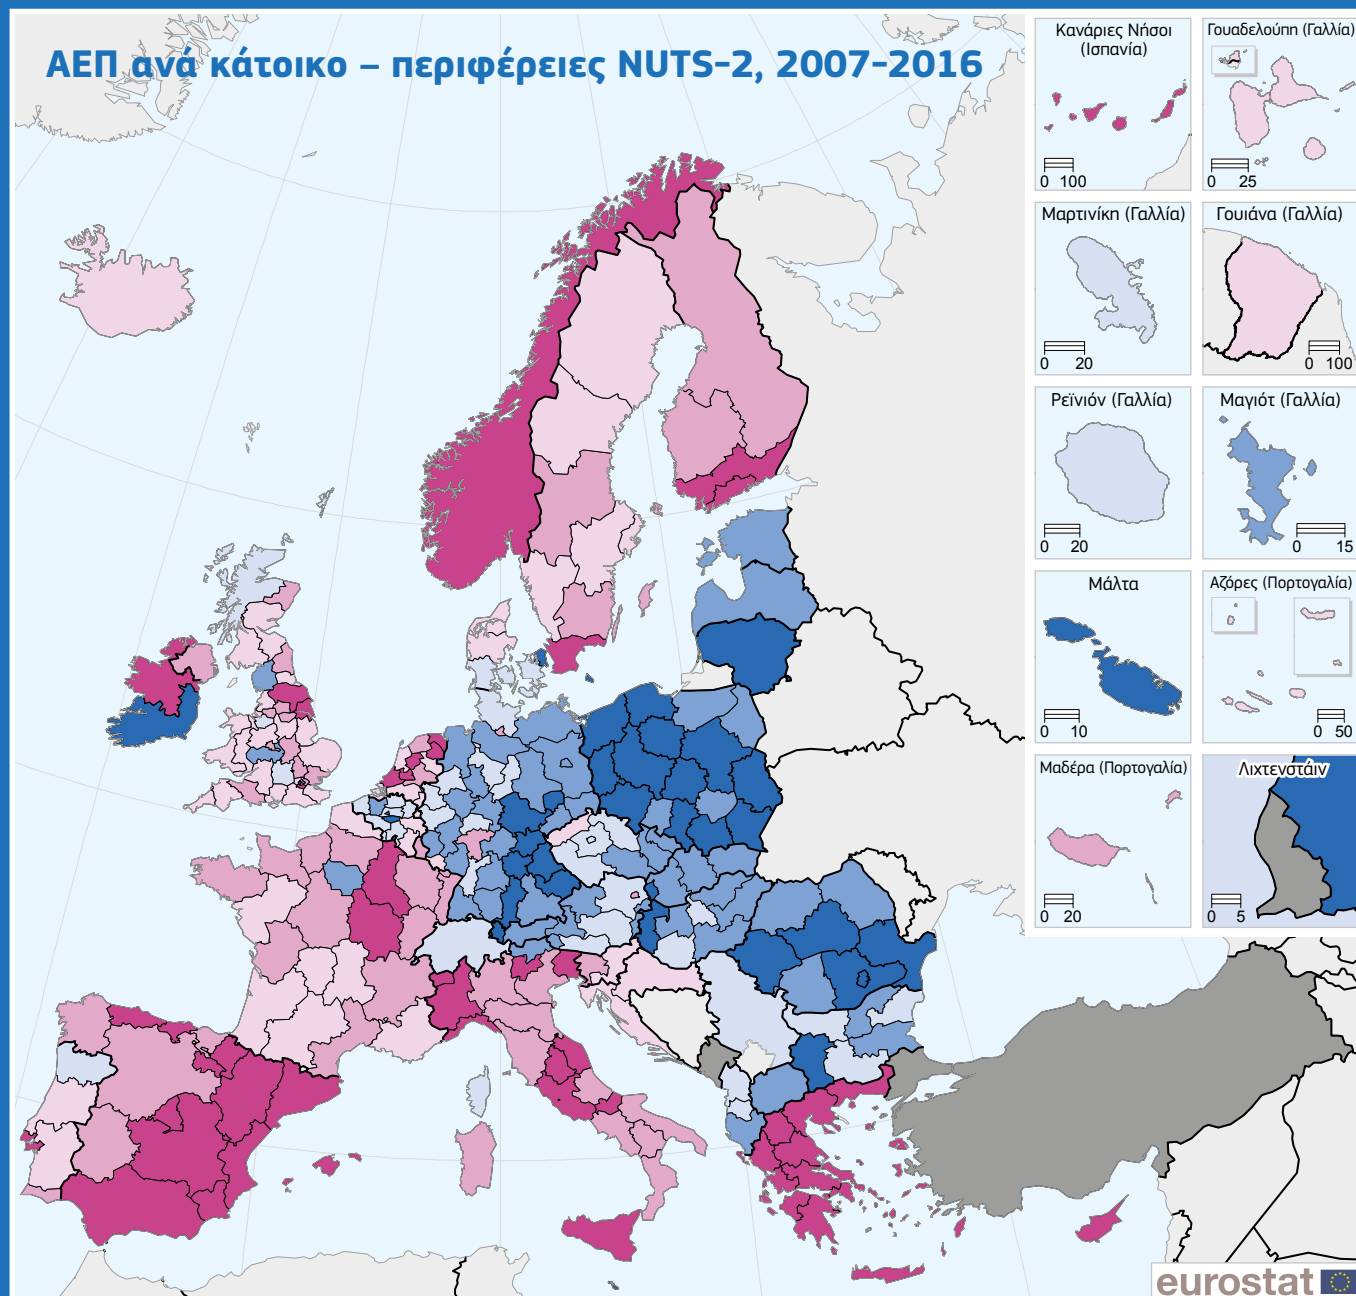 ΑΕΠ ανά κάτοικο – περιφέρειες NUTS-2, 2007-2016
Κανάριες Νήσοι
(Ισπανία)
0 100
Γουαδελούπη (Γαλλία)
0 25
Μαρτινίκη (Γαλλία)
0 20
Γουιάνα (Γαλλία)
0 100
Ρεϊνιόν (Γαλλία)
0 20
Μαγιότ (Γαλλία)
0 15
Μάλτα
0 10
Αζόρες (Πορτογαλία)
0 50
Μαδέρα (Πορτογαλία)
0 20
Λιχτενστάιν
0 5
eurostat